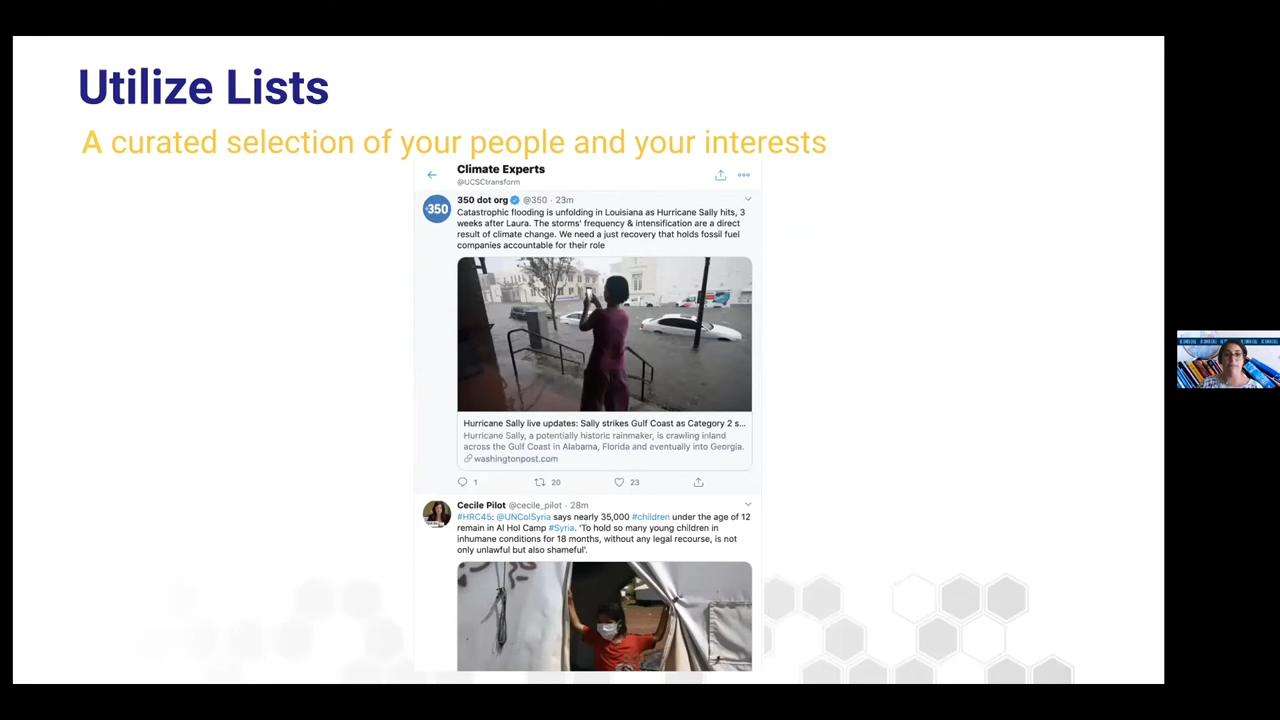 Utilize Lists
A curated selection of your people and your interests
Climate Experts
@UCSCtransform
350 dot org @350 · 23m
350
Catastrophic flooding is unfolding in Louisiana as Hurricane Sally hits, 3
weeks after Laura. The storms' frequency & intensification are a direct
result of climate change. We need a just recovery that holds fossil fuel
companies accountable for their role
Hurricane Sally live updates: Sally strikes Gulf Coast as Category 2 s...
Hurricane Sally, a potentially historic rainmaker, is crawling inland
across the Gulf Coast in Alabama, Florida and eventually into Georgia.
washingtonpost.com
1 20 23
Cecile Pilot @cecile_pilot · 28m
#HRC45: @UNCoISyria says nearly 35,000 #children under the age of 12
remain in Al Hol Camp #Syria. 'To hold so many young children in
inhumane conditions for 18 months, without any legal recourse, is not
only unlawful but also shameful'.